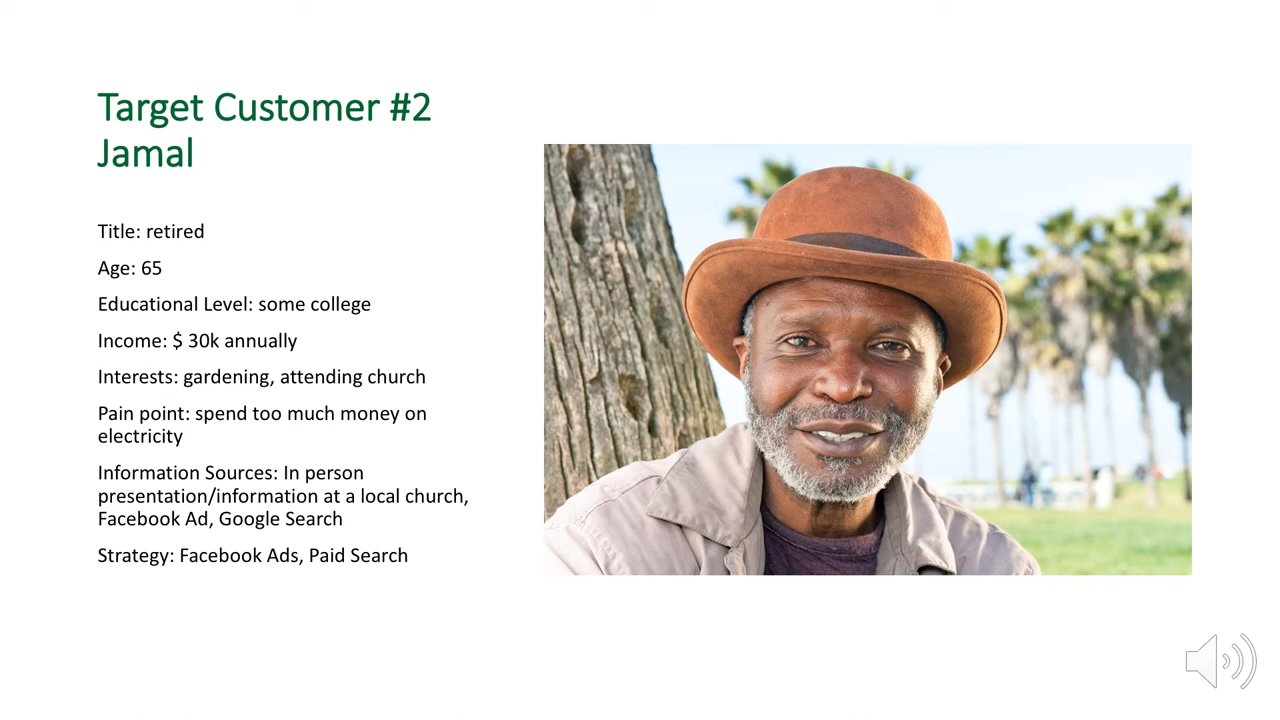 Target Customer #2
Jamal
Title: retired
Age: 65
Educational Level: some college
Income: $ 30k annually
Interests: gardening, attending church
Pain point: spend too much money on
electricity
Information Sources: In person
presentation/information at a local church,
Facebook Ad, Google Search
Strategy: Facebook Ads, Paid Search